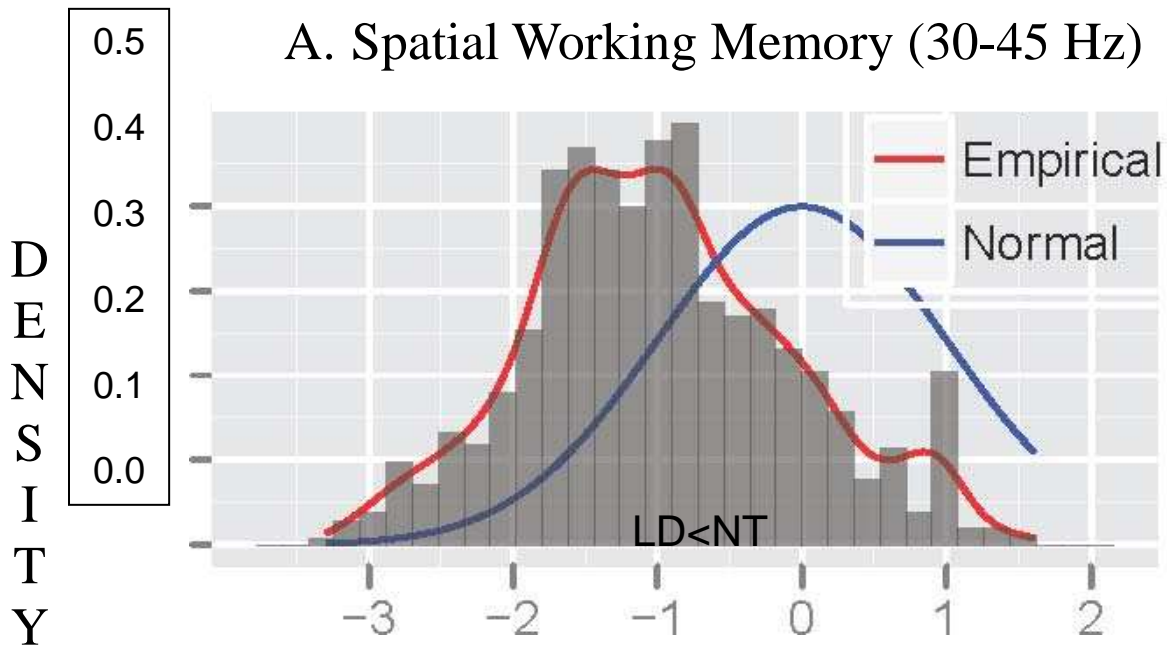 A. Spatial Working Memory (30-45 Hz)
DENSITY
0.5
0.4
0.3
0.2
0.1
0.0
Empirical
Normal
LD<NT
−3 −2 −1 0 1 2